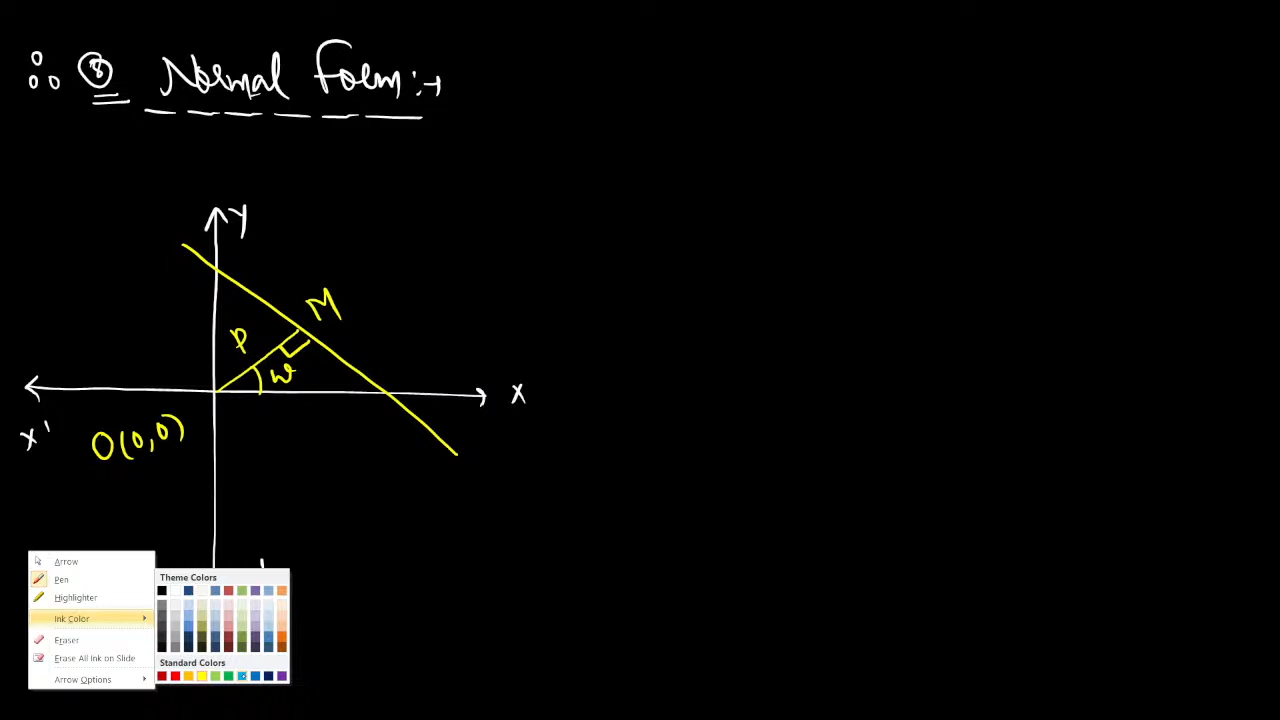 ∴ ⑧ Normal Form:→
y
M
P
w
X
X'
O(0,0)
Arrow
Pen
Highlighter
Ink Color
Eraser
Erase All Ink on Slide
Arrow Options
Theme Colors
Standard Colors